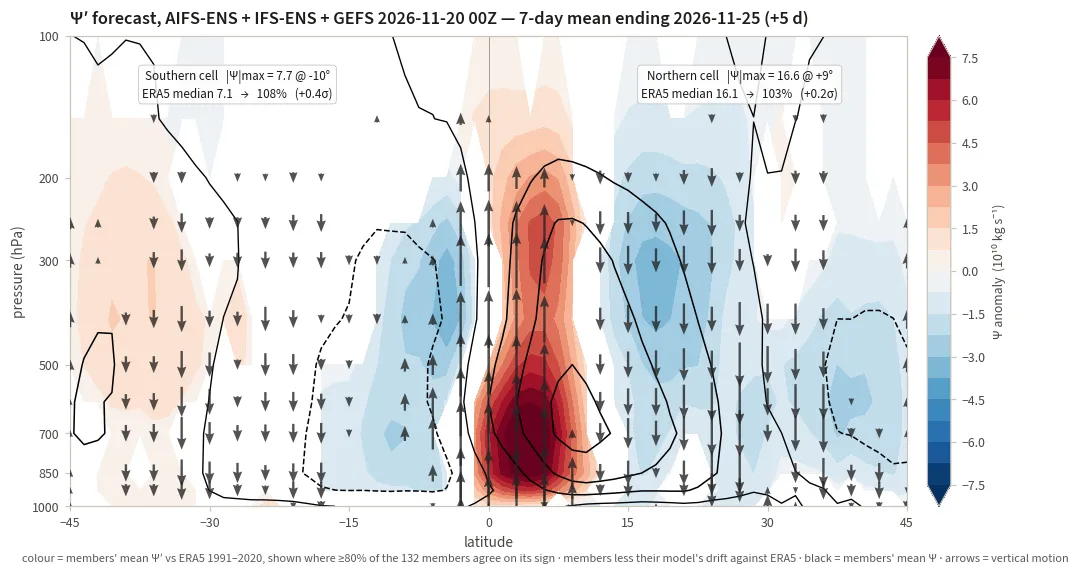 Ψ′ forecast, AIFS-ENS + IFS-ENS + GEFS 2026-11-20 00Z — 7-day mean ending 2026-11-25 (+5 d)
Southern cell |Ψ|max = 7.7 @ -10°
ERA5 median 7.1 → 108% (+0.4σ)
Northern cell |Ψ|max = 16.6 @ +9°
ERA5 median 16.1 → 103% (+0.2σ)
pressure (hPa)
100
200
300
400
500
700
850
1000
−45
−30
−15
0
15
30
45
latitude
7.5
6.0
4.5
3.0
1.5
0.0
−1.5
−3.0
−4.5
−6.0
−7.5
Ψ anomaly (10¹⁰ kg s⁻¹)
colour = members' mean Ψ′ vs ERA5 1991–2020, shown where ≥80% of the 132 members agree on its sign · members less their model's drift against ERA5 · black = members' mean Ψ · arrows = vertical motion